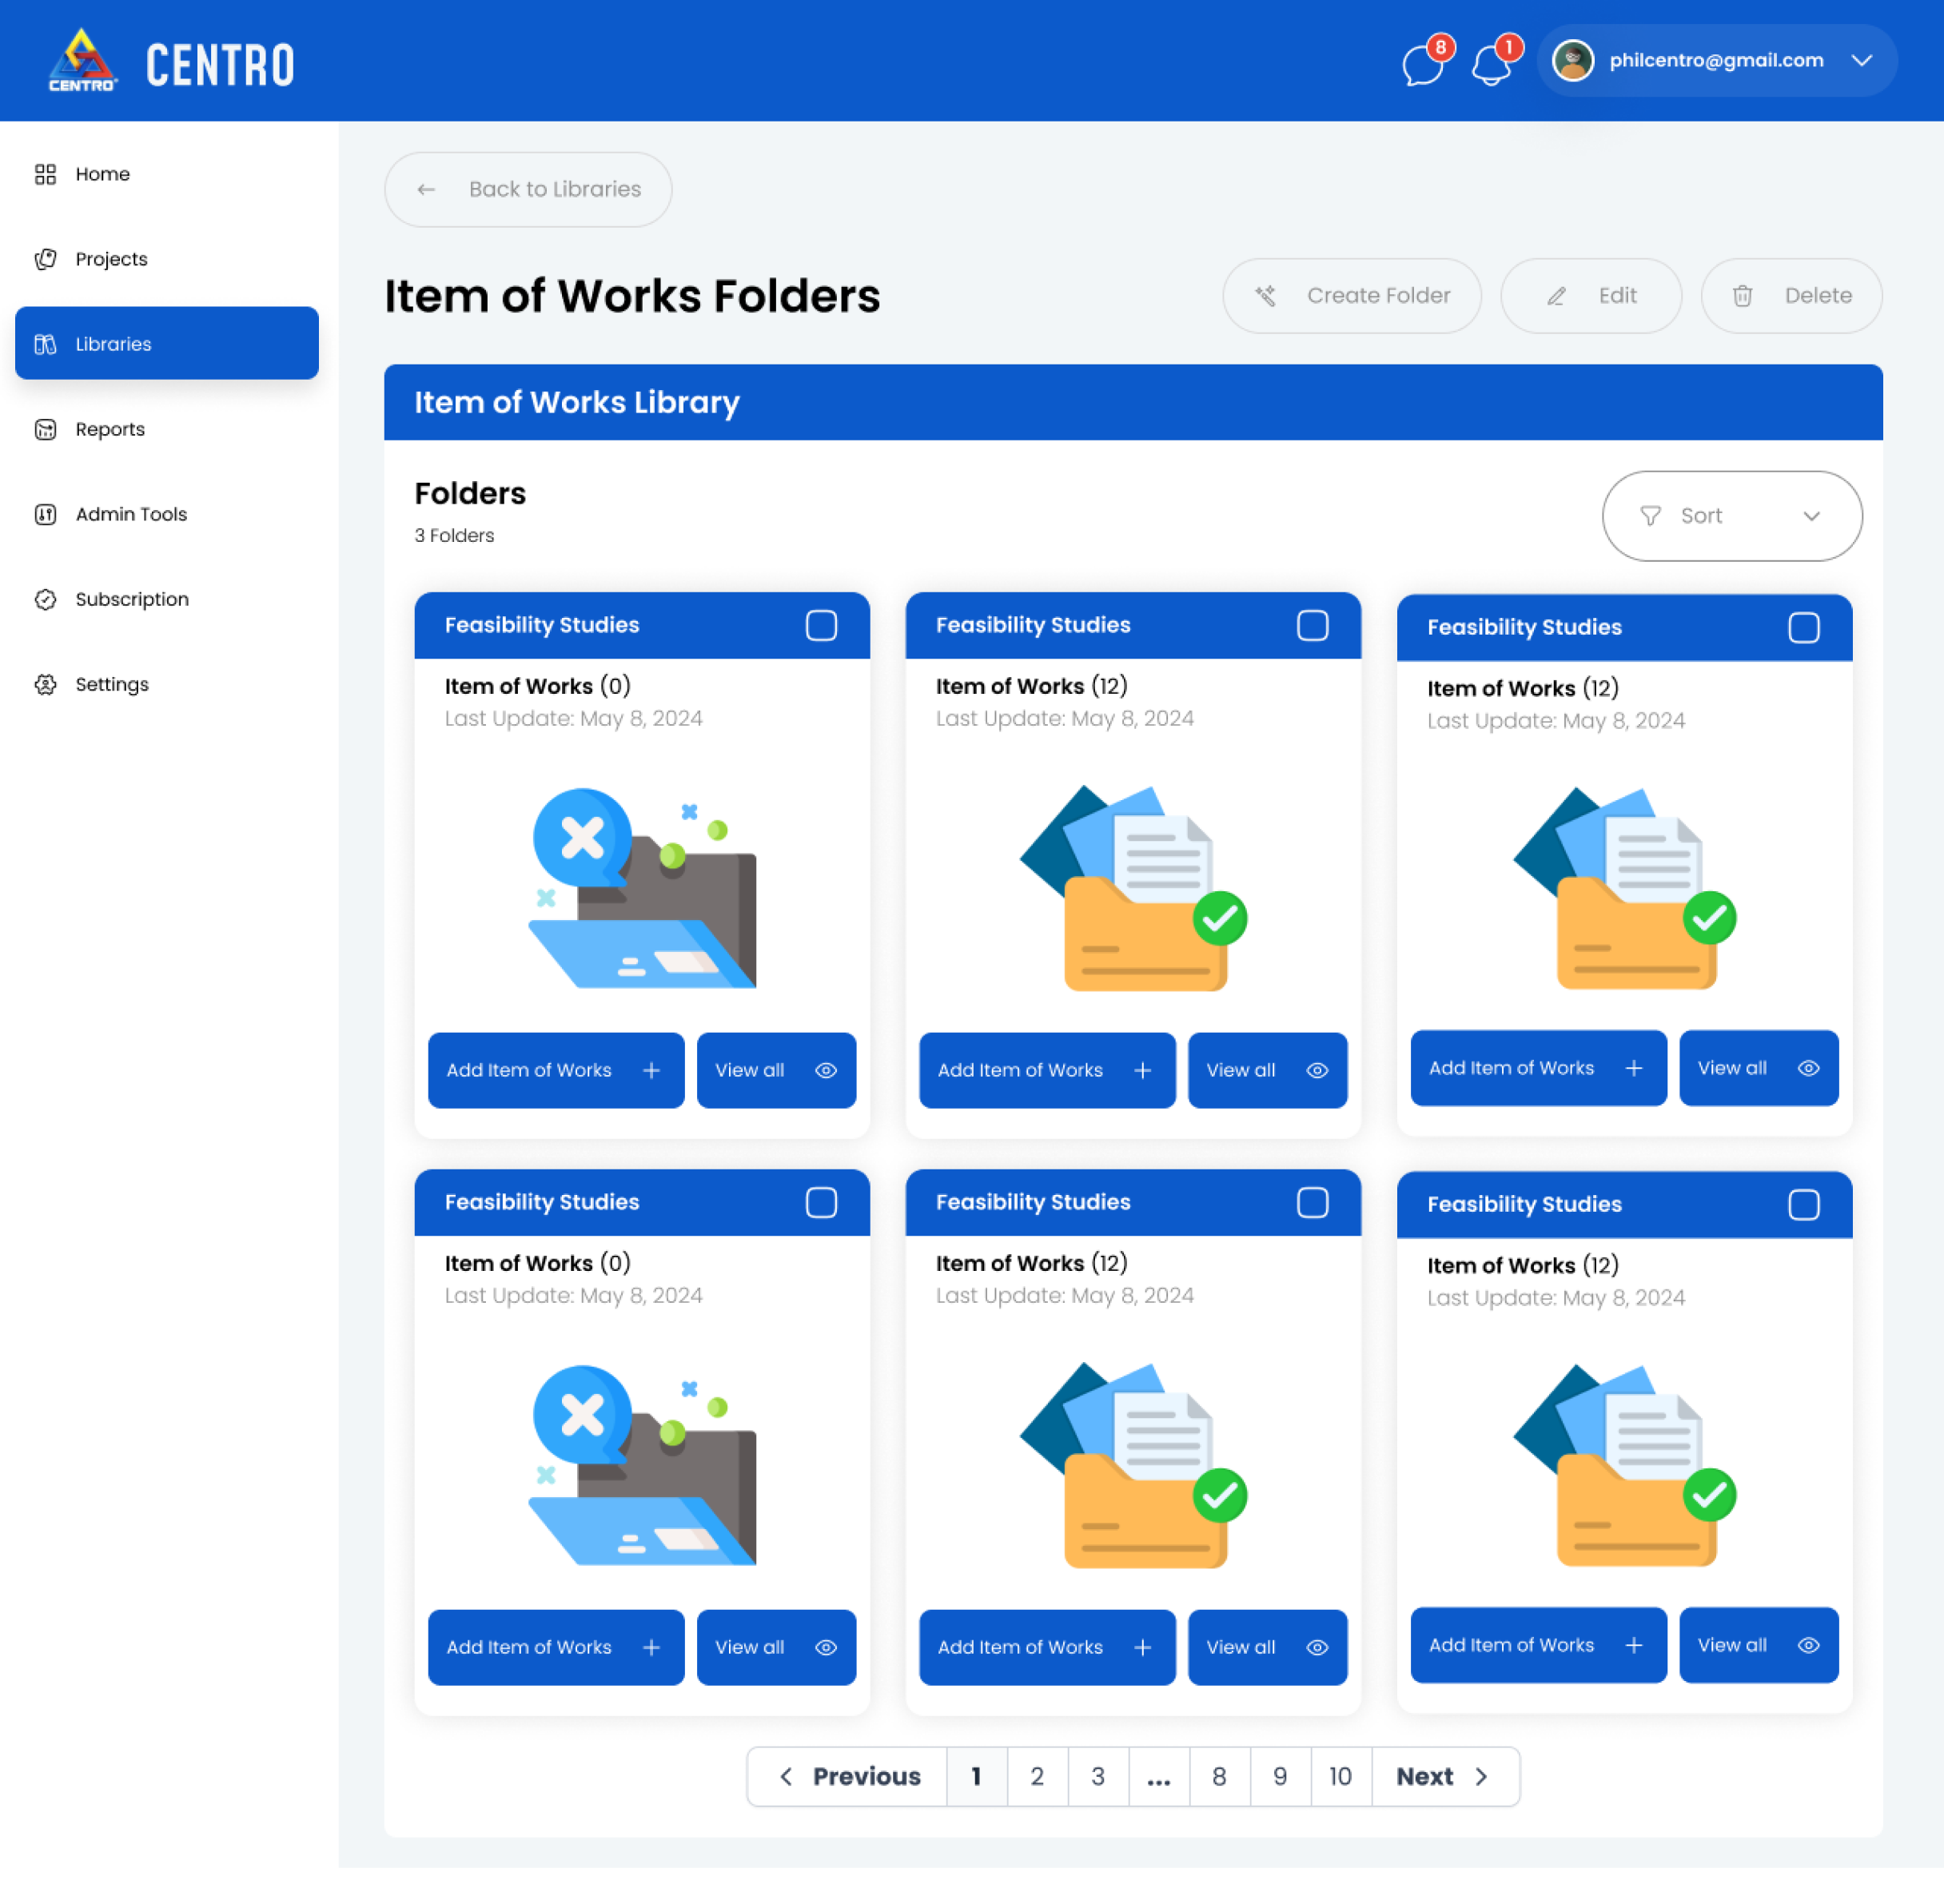 CENTRO
CENTRO
8
1
philcentro@gmail.com
Home
Projects
Libraries
Reports
Admin Tools
Subscription
Settings
Back to Libraries
Item of Works Folders
Create Folder
Edit
Delete
Item of Works Library
Folders
3 Folders
Sort
Feasibility Studies
Item of Works (0)
Last Update: May 8, 2024
Add Item of Works
View all
Feasibility Studies
Item of Works (12)
Last Update: May 8, 2024
Add Item of Works
View all
Feasibility Studies
Item of Works (12)
Last Update: May 8, 2024
Add Item of Works
View all
Feasibility Studies
Item of Works (0)
Last Update: May 8, 2024
Add Item of Works
View all
Feasibility Studies
Item of Works (12)
Last Update: May 8, 2024
Add Item of Works
View all
Feasibility Studies
Item of Works (12)
Last Update: May 8, 2024
Add Item of Works
View all
Previous 1 2 3 ... 8 9 10 Next